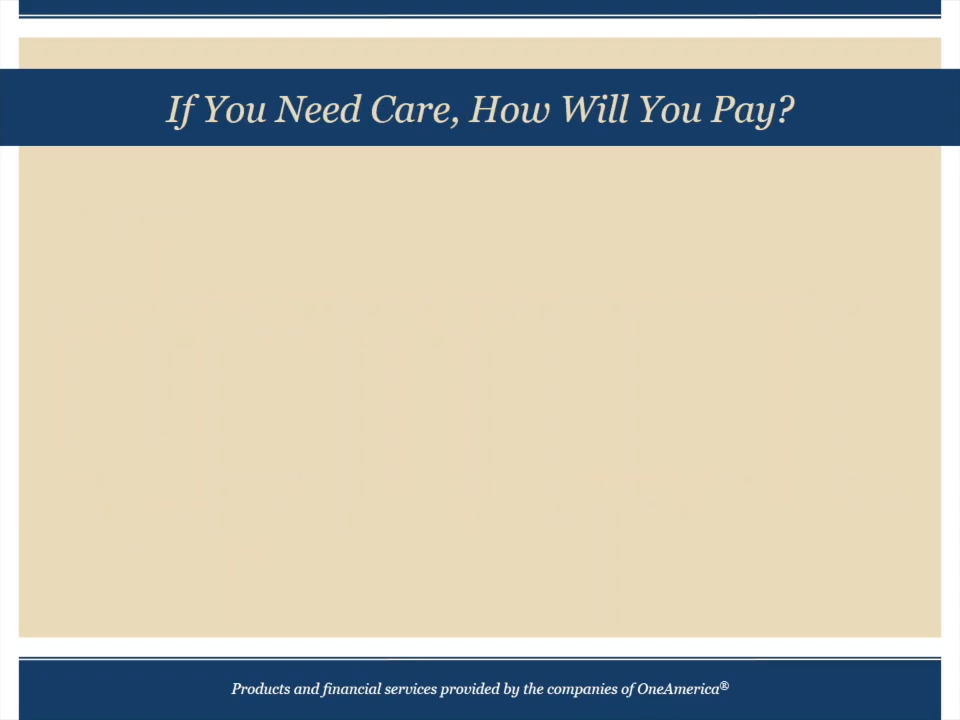 If You Need Care, How Will You Pay?
Products and financial services provided by the companies of OneAmerica®